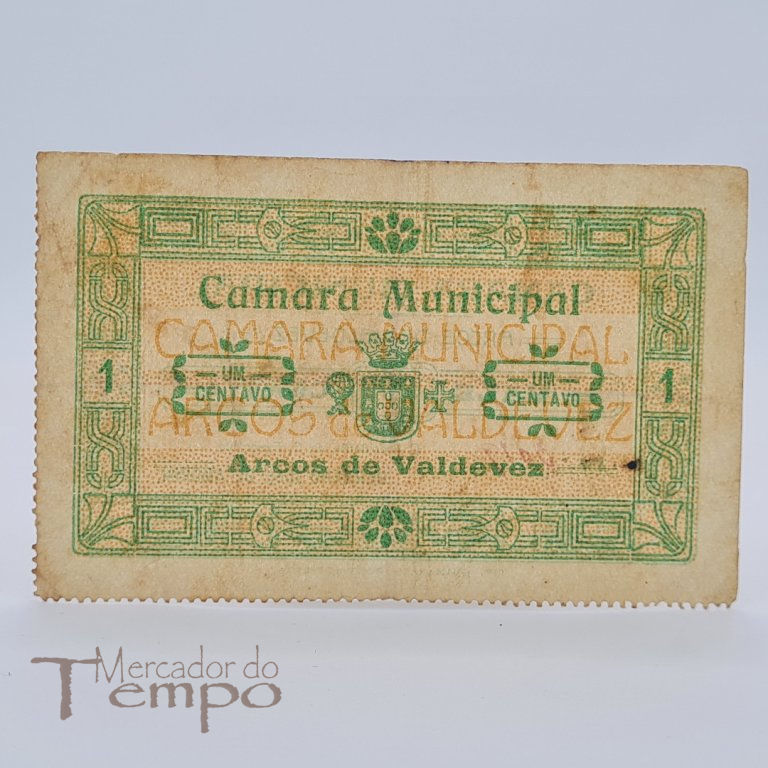 Camara Municipal
CAMARA MUNICIPAL
1
UM
CENTAVO
UM
CENTAVO
1
ARCOS de VALDEVEZ
Arcos de Valdevez
Mercador do
Tempo